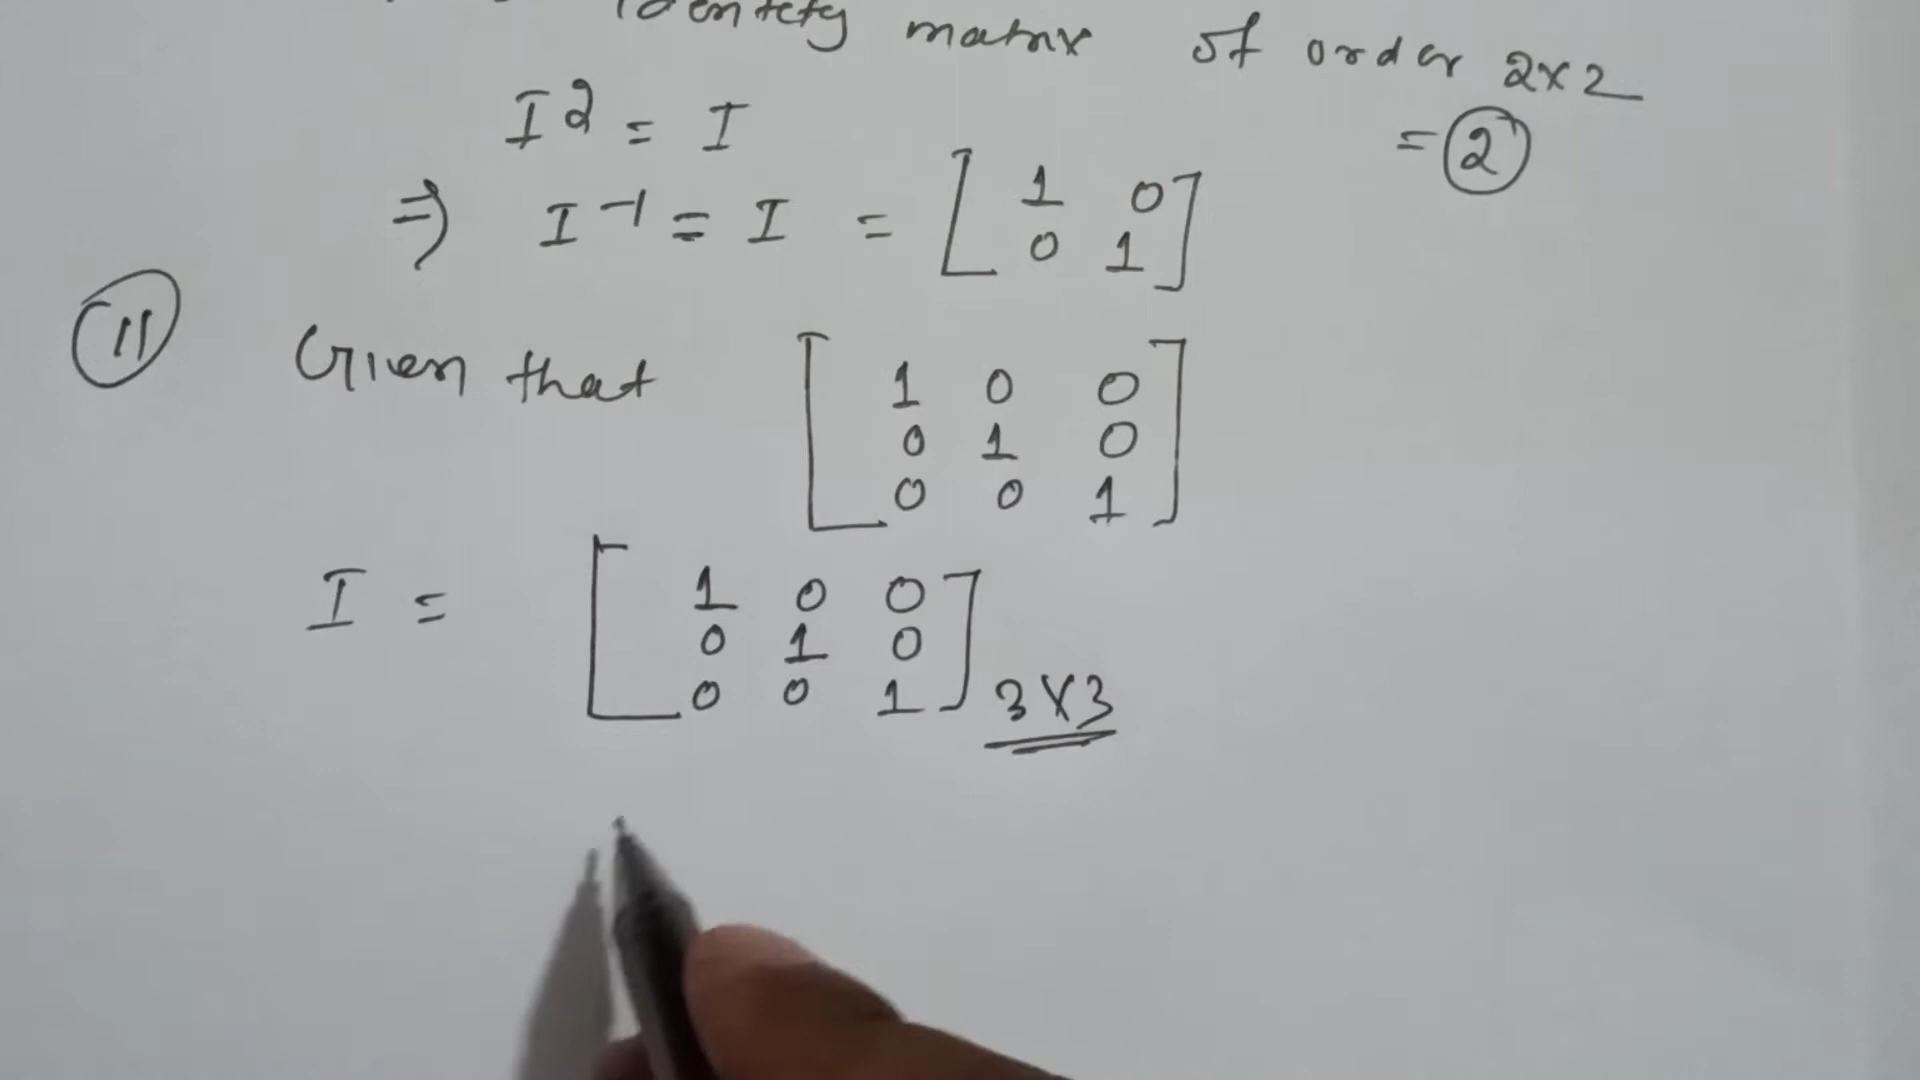 Identity matrix of order 2x2
I² = I
= 2
⇒ I⁻¹ = I = [ 1 0
0 1 ]
11 Given that [ 1 0 0
0 1 0
0 0 1 ]
I = [ 1 0 0
0 1 0
0 0 1 ] 3x3